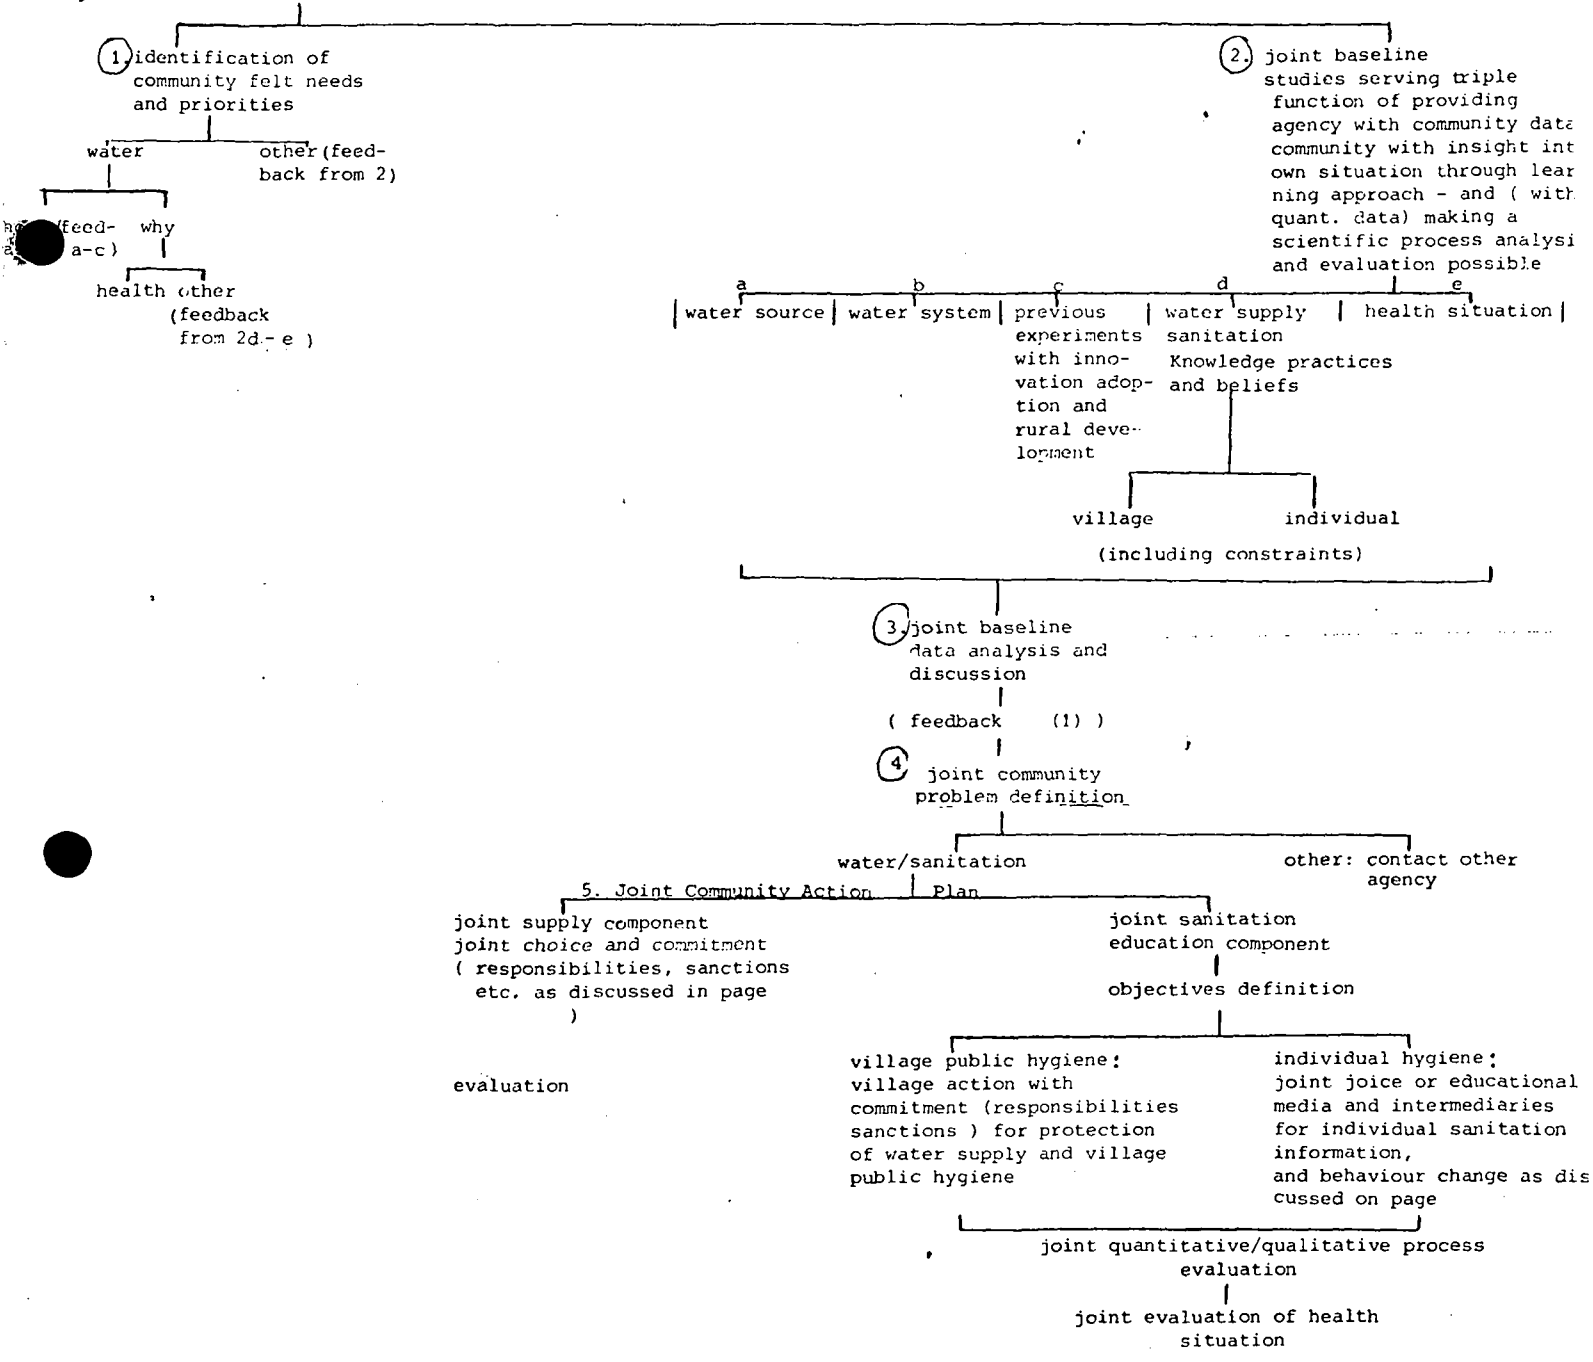 1. identification of
community felt needs
and priorities
water
other (feed-
back from 2)
feed- why
a-c)
health other
(feedback
from 2d - e )
2. joint baseline
studies serving triple
function of providing
agency with community data
community with insight int
own situation through lear
ning approach - and ( with
quant. data) making a
scientific process analysi
and evaluation possible
a b c d e
| water source | water system | previous
experiments
with inno-
vation adop-
tion and
rural deve-
lopment
| water supply
sanitation
Knowledge practices
and beliefs
| health situation |
village individual
(including constraints)
3. joint baseline
data analysis and
discussion
( feedback (1) )
4 joint community
problem definition
water/sanitation
other: contact other
agency
5. Joint Community Action Plan
joint supply component
joint choice and commitment
( responsibilities, sanctions
etc. as discussed in page
)
evaluation
joint sanitation
education component
objectives definition
village public hygiene:
village action with
commitment (responsibilities
sanctions ) for protection
of water supply and village
public hygiene
individual hygiene:
joint joice or educational
media and intermediaries
for individual sanitation
information,
and behaviour change as dis
cussed on page
joint quantitative/qualitative process
evaluation
joint evaluation of health
situation